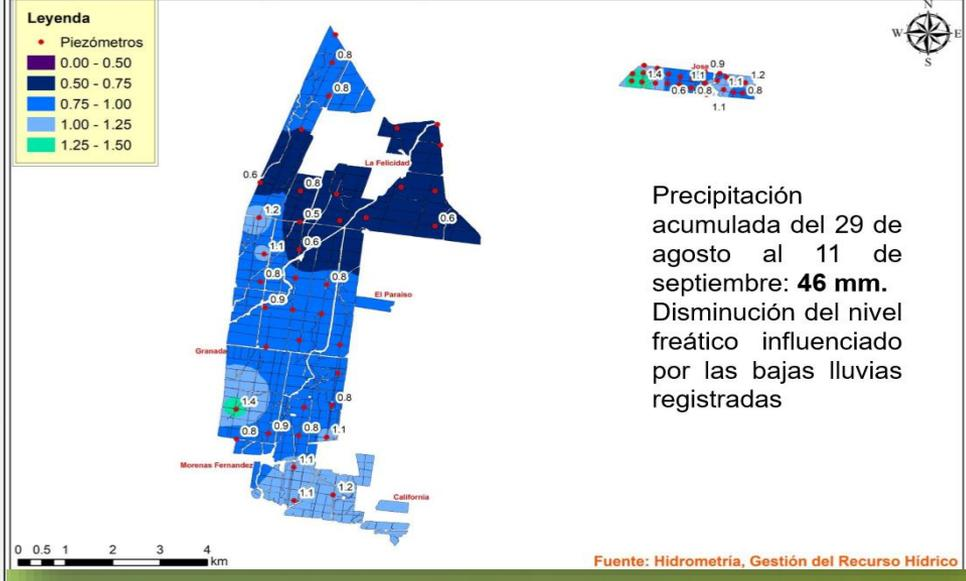 Leyenda
Piezómetros
0.00 - 0.50
0.50 - 0.75
0.75 - 1.00
1.00 - 1.25
1.25 - 1.50
N
W E
S
0.8
0.8
Jose 0.9
1.4 1.1 1.1 1.2
0.6 0.8 0.8
1.1
La Felicidad
0.6 0.8
1.2 0.5 0.6
1.1 0.6
0.8 0.8
0.9 El Paraiso
Granada
1.4 0.8
0.8 0.9 0.8 1.1
Morenas Fernandez 1.1
1.1 1.2
California
Precipitación
acumulada del 29 de
agosto al 11 de
septiembre: 46 mm.
Disminución del nivel
freático influenciado
por las bajas lluvias
registradas
0 0.5 1 2 3 4
km
Fuente: Hidrometría, Gestión del Recurso Hídrico